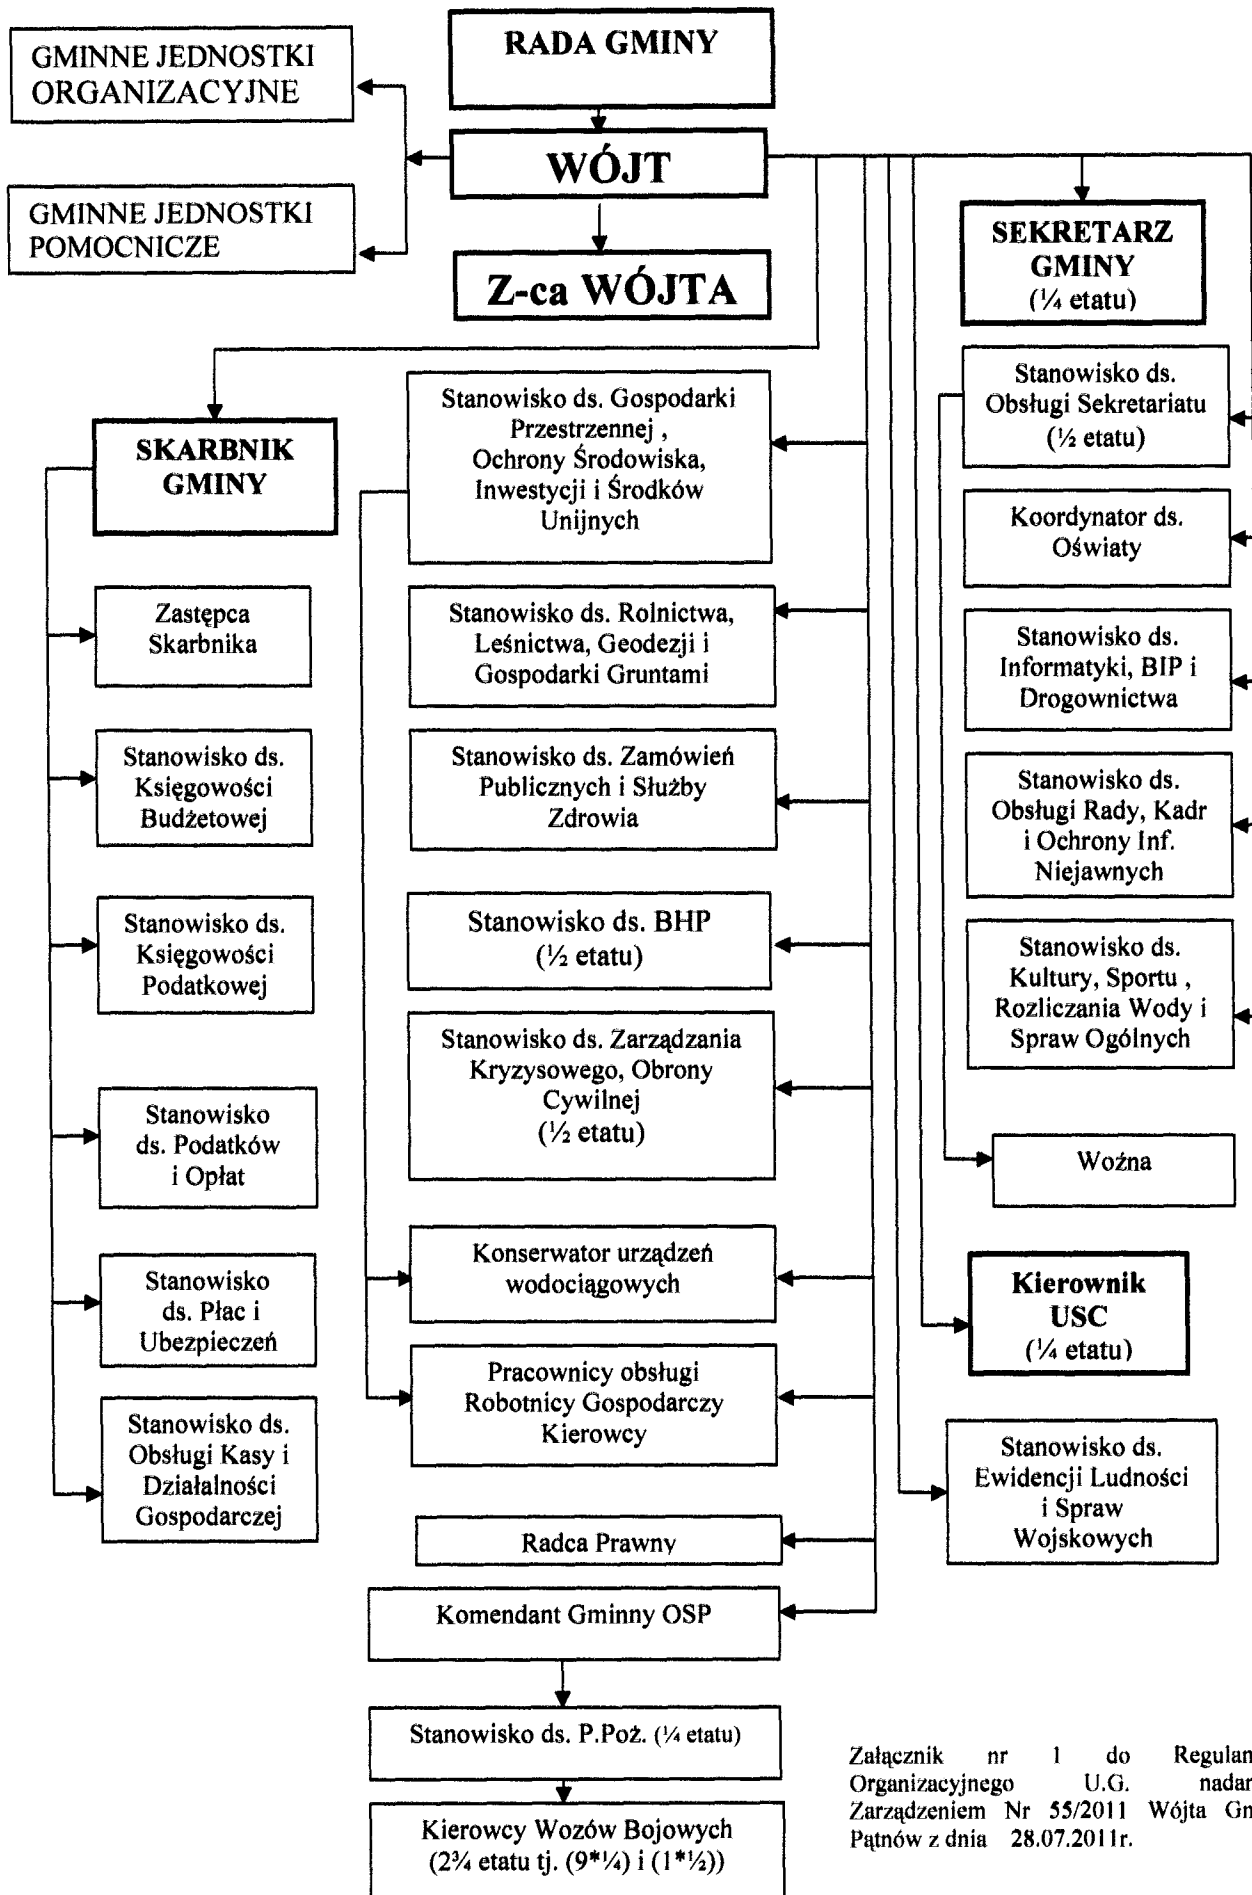 RADA GMINY
GMINNE JEDNOSTKI
ORGANIZACYJNE
WÓJT
GMINNE JEDNOSTKI
POMOCNICZE
Z-ca WÓJTA
SEKRETARZ
GMINY
(¼ etatu)
SKARBNIK
GMINY
Zastępca
Skarbnika
Stanowisko ds.
Księgowości
Budżetowej
Stanowisko ds.
Księgowości
Podatkowej
Stanowisko
ds. Podatków
i Opłat
Stanowisko
ds. Płac i
Ubezpieczeń
Stanowisko ds.
Obsługi Kasy i
Działalności
Gospodarczej
Stanowisko ds. Gospodarki
Przestrzennej ,
Ochrony Środowiska,
Inwestycji i Środków
Unijnych
Stanowisko ds. Rolnictwa,
Leśnictwa, Geodezji i
Gospodarki Gruntami
Stanowisko ds. Zamówień
Publicznych i Służby
Zdrowia
Stanowisko ds. BHP
(½ etatu)
Stanowisko ds. Zarządzania
Kryzysowego, Obrony
Cywilnej
(½ etatu)
Konserwator urządzeń
wodociągowych
Pracownicy obsługi
Robotnicy Gospodarczy
Kierowcy
Radca Prawny
Komendant Gminny OSP
Stanowisko ds. P.Poż. (¼ etatu)
Kierowcy Wozów Bojowych
(2¾ etatu tj. (9*¼) i (1*½))
Stanowisko ds.
Obsługi Sekretariatu
(½ etatu)
Koordynator ds.
Oświaty
Stanowisko ds.
Informatyki, BIP i
Drogownictwa
Stanowisko ds.
Obsługi Rady, Kadr
i Ochrony Inf.
Niejawnych
Stanowisko ds.
Kultury, Sportu ,
Rozliczania Wody i
Spraw Ogólnych
Woźna
Kierownik
USC
(¼ etatu)
Stanowisko ds.
Ewidencji Ludności
i Spraw
Wojskowych
Załącznik nr 1 do Regulan
Organizacyjnego U.G. nadar
Zarządzeniem Nr 55/2011 Wójta Gm
Pątnów z dnia 28.07.2011r.